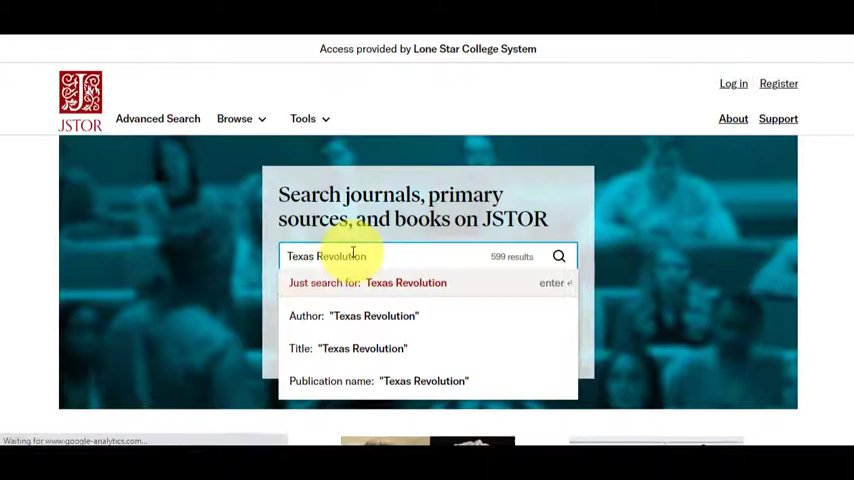 Access provided by Lone Star College System
Log in Register
JSTOR
Advanced Search Browse Tools About Support
Search journals, primary
sources, and books on JSTOR
Texas Revolution 599 results
Just search for: Texas Revolution enter
Author: "Texas Revolution"
Title: "Texas Revolution"
Publication name: "Texas Revolution"
Waiting for www.google-analytics.com...